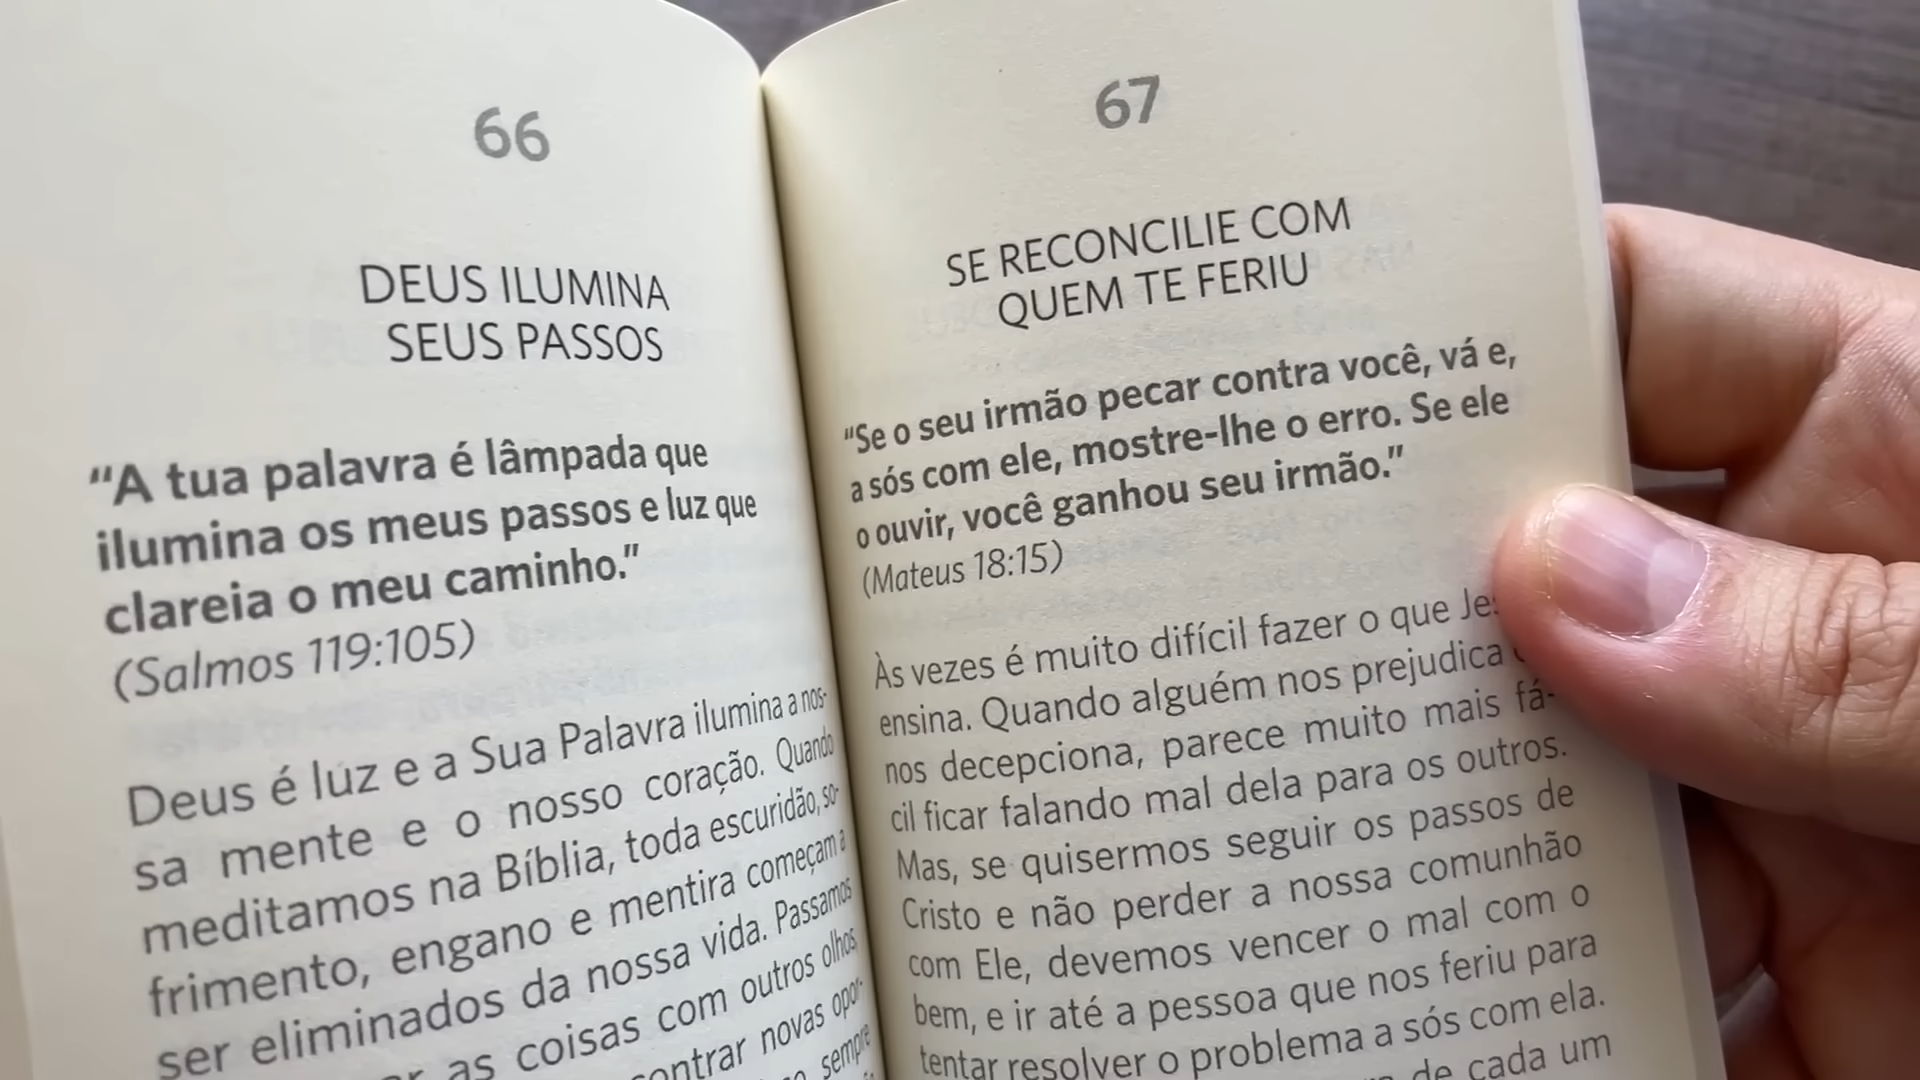 66
DEUS ILUMINA
SEUS PASSOS
“A tua palavra é lâmpada que
ilumina os meus passos e luz que
clareia o meu caminho.”
(Salmos 119:105)
Deus é luz e a Sua Palavra ilumina a nos-
sa mente e o nosso coração. Quando
meditamos na Bíblia, toda escuridão, so-
frimento, engano e mentira começam a
ser eliminados da nossa vida. Passamos
as coisas com outros olhos
novas opor-
sempre
67
SE RECONCILIE COM
QUEM TE FERIU
“Se o seu irmão pecar contra você, vá e,
a sós com ele, mostre-lhe o erro. Se ele
o ouvir, você ganhou seu irmão.”
(Mateus 18:15)
Às vezes é muito difícil fazer o que
ensina. Quando alguém nos prejudica
nos decepciona, parece muito mais fá-
cil ficar falando mal dela para os outros.
Mas, se quisermos seguir os passos de
Cristo e não perder a nossa comunhão
com Ele, devemos vencer o mal com o
bem, e ir até a pessoa que nos feriu para
tentar resolver o problema a sós com ela.
de cada um